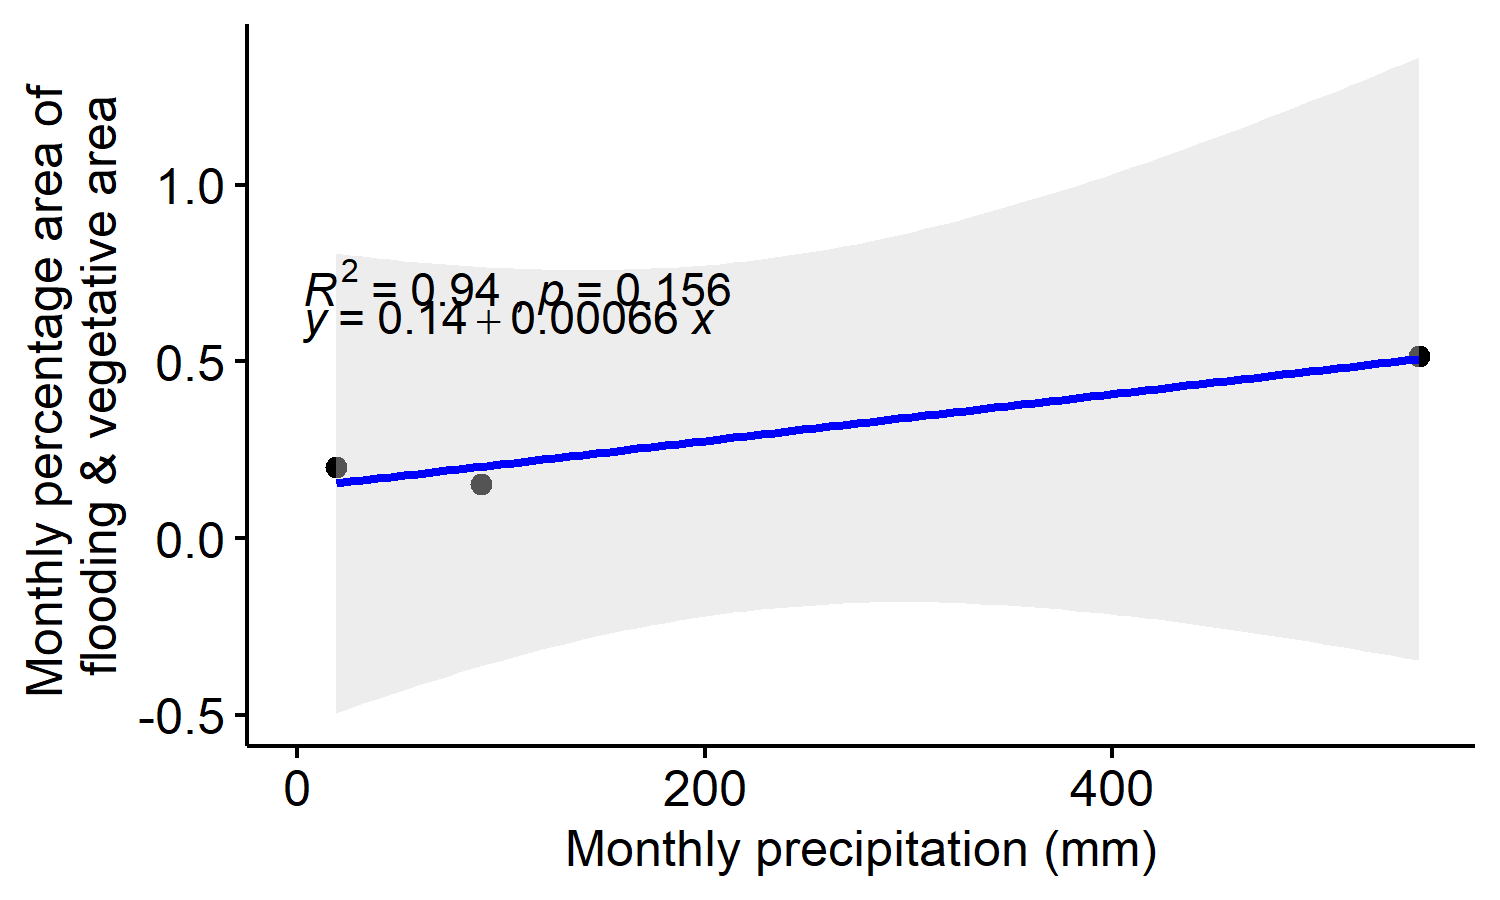 Monthly percentage area of
flooding & vegetative area
1.0
0.5
0.0
-0.5
R² = 0.94 , p = 0.156
y = 0.14 + 0.00066 x
0 200 400
Monthly precipitation (mm)